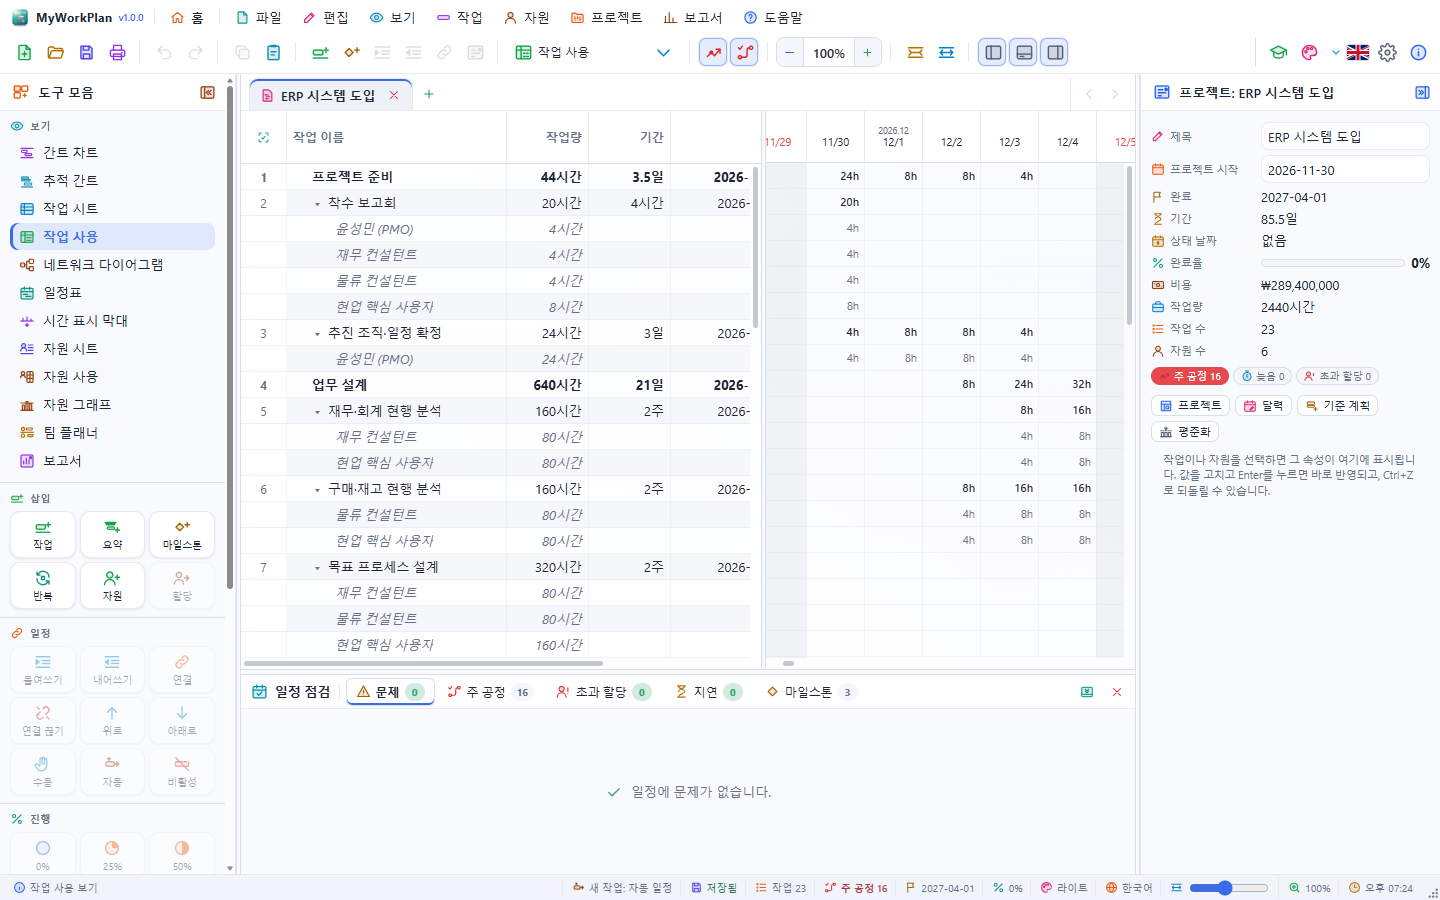 MyWorkPlan v1.0.0 홈 파일 편집 보기 작업 자원 프로젝트 보고서 도움말
작업 사용 100%
도구 모음
보기
간트 차트
추적 간트
작업 시트
작업 사용
네트워크 다이어그램
일정표
시간 표시 막대
자원 시트
자원 사용
자원 그래프
팀 플래너
보고서
삽입
작업 요약 마일스톤
반복 자원 할당
일정
들여쓰기 내어쓰기 연결
연결 끊기 위로 아래로
수동 자동 비활성
진행
0% 25% 50%
ERP 시스템 도입
작업 이름 작업량 기간
2026.12
11/29 11/30 12/1 12/2 12/3 12/4 12/5
1 프로젝트 준비 44시간 3.5일 2026- 24h 8h 8h 4h
2 착수 보고회 20시간 4시간 2026- 20h
윤성민 (PMO) 4시간 4h
재무 컨설턴트 4시간 4h
물류 컨설턴트 4시간 4h
현업 핵심 사용자 8시간 8h
3 추진 조직·일정 확정 24시간 3일 2026- 4h 8h 8h 4h
윤성민 (PMO) 24시간 4h 8h 8h 4h
4 업무 설계 640시간 21일 2026- 8h 24h 32h
5 재무·회계 현행 분석 160시간 2주 2026- 8h 16h
재무 컨설턴트 80시간 4h 8h
현업 핵심 사용자 80시간 4h 8h
6 구매·재고 현행 분석 160시간 2주 2026- 8h 16h 16h
물류 컨설턴트 80시간 4h 8h 8h
현업 핵심 사용자 80시간 4h 8h 8h
7 목표 프로세스 설계 320시간 2주 2026-
재무 컨설턴트 80시간
물류 컨설턴트 80시간
현업 핵심 사용자 160시간
일정 점검 문제 0 주 공정 16 초과 할당 0 지연 0 마일스톤 3
일정에 문제가 없습니다.
프로젝트: ERP 시스템 도입
제목 ERP 시스템 도입
프로젝트 시작 2026-11-30
완료 2027-04-01
기간 85.5일
상태 날짜 없음
완료율 0%
비용 ₩289,400,000
작업량 2440시간
작업 수 23
자원 수 6
주 공정 16 늦음 0 초과 할당 0
프로젝트 달력 기준 계획
평준화
작업이나 자원을 선택하면 그 속성이 여기에 표시됩니
다. 값을 고치고 Enter를 누르면 바로 반영되고, Ctrl+Z
로 되돌릴 수 있습니다.
작업 사용 보기 새 작업: 자동 일정 저장됨 작업 23 주 공정 16 2027-04-01 0% 라이트 한국어 100% 오후 07:24